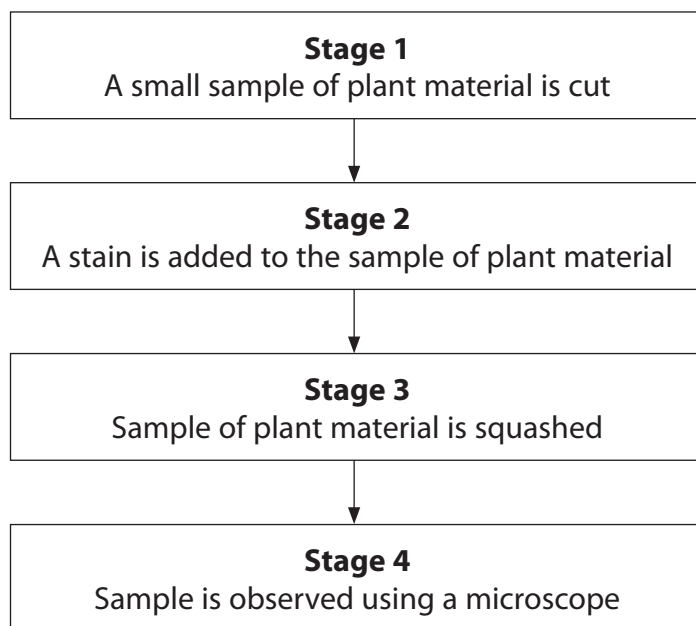 Stage 1
A small sample of plant material is cut
Stage 2
A stain is added to the sample of plant material
Stage 3
Sample of plant material is squashed
Stage 4
Sample is observed using a microscope